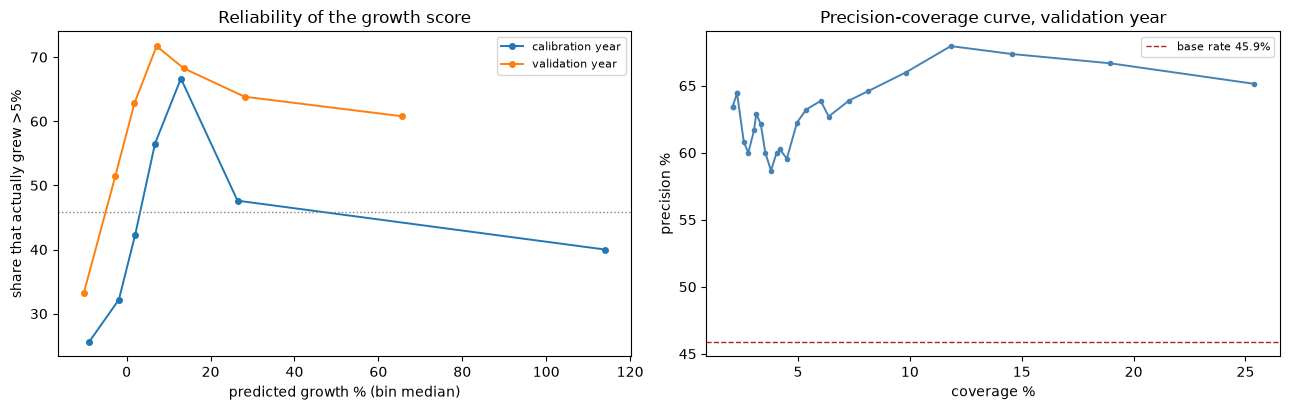 Reliability of the growth score
share that actually grew >5%
70
60
50
40
30
calibration year
validation year
0
20
40
60
80
100
120
predicted growth % (bin median)
Precision-coverage curve, validation year
precision %
65
60
55
50
45
base rate 45.9%
5
10
15
20
25
coverage %